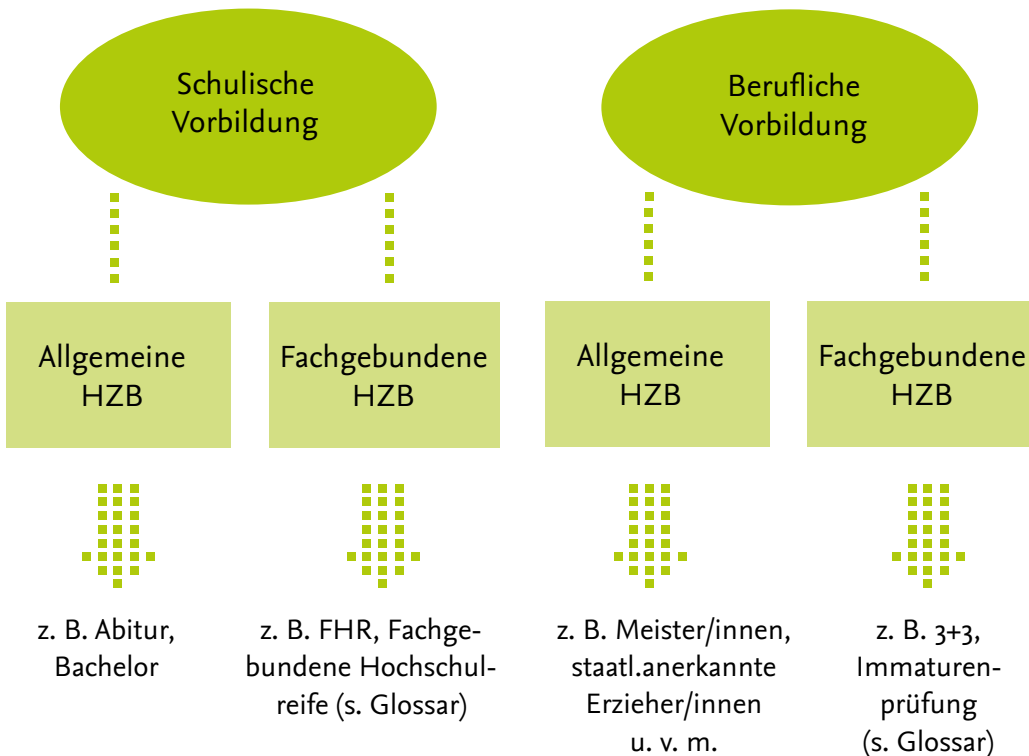 Schulische
Vorbildung
Berufliche
Vorbildung
Allgemeine
HZB
Fachgebundene
HZB
Allgemeine
HZB
Fachgebundene
HZB
z. B. Abitur,
Bachelor
z. B. FHR, Fachge-
bundene Hochschul-
reife (s. Glossar)
z. B. Meister/innen,
staatl.anerkannte
Erzieher/innen
u. v. m.
z. B. 3+3,
Immaturen-
prüfung
(s. Glossar)